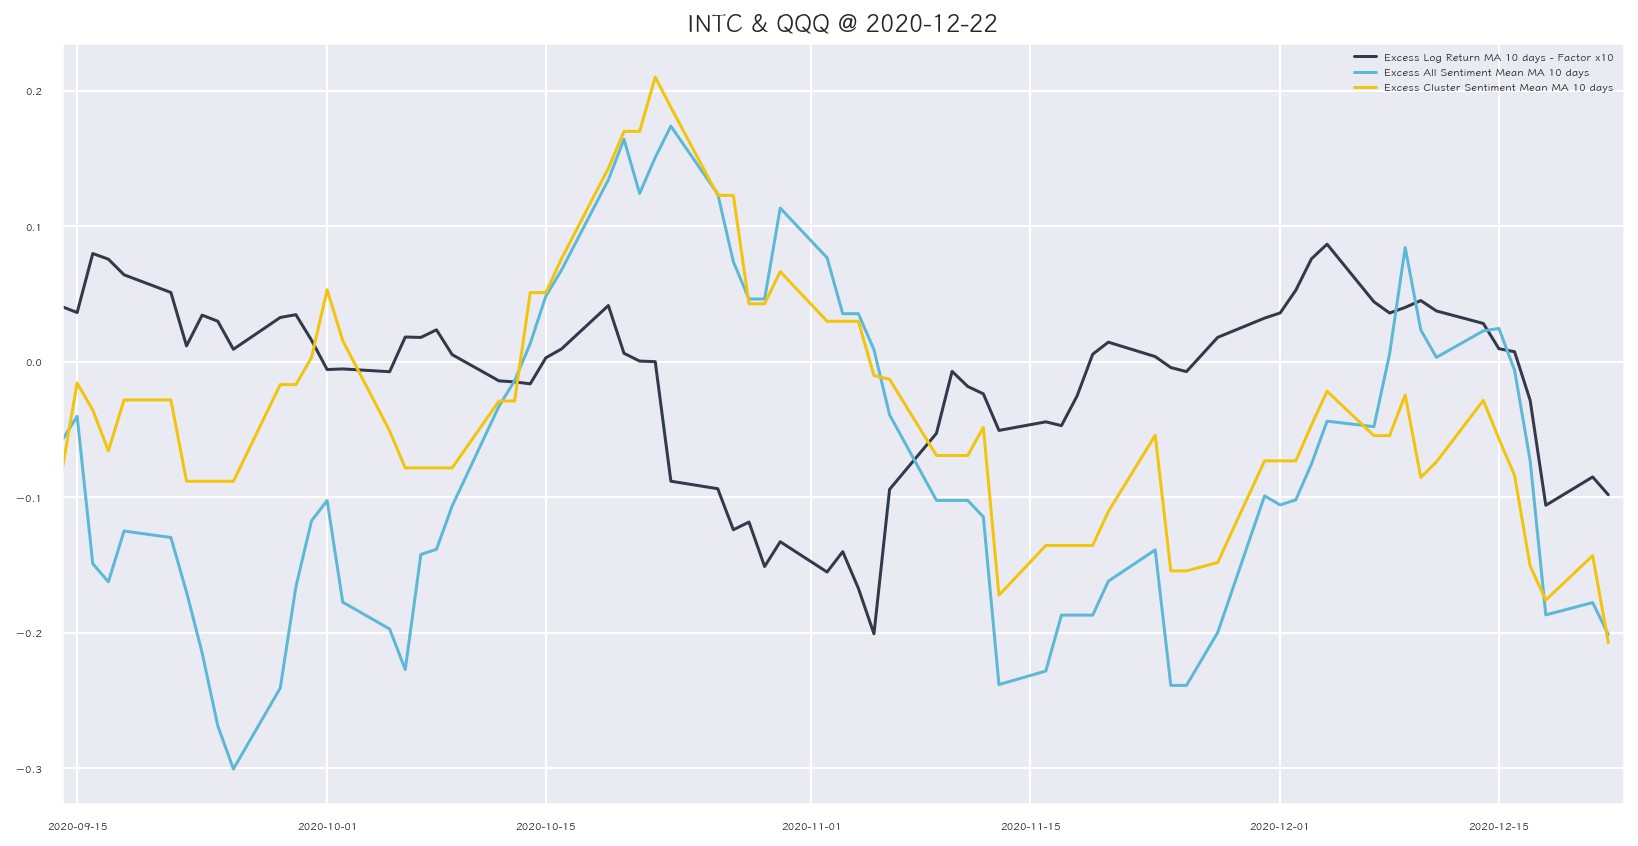 INTC & QQQ @ 2020-12-22
Excess Log Return MA 10 days - Factor x10
Excess All Sentiment Mean MA 10 days
Excess Cluster Sentiment Mean MA 10 days
0.2
0.1
0.0
−0.1
−0.2
−0.3
2020-09-15 2020-10-01 2020-10-15 2020-11-01 2020-11-15 2020-12-01 2020-12-15